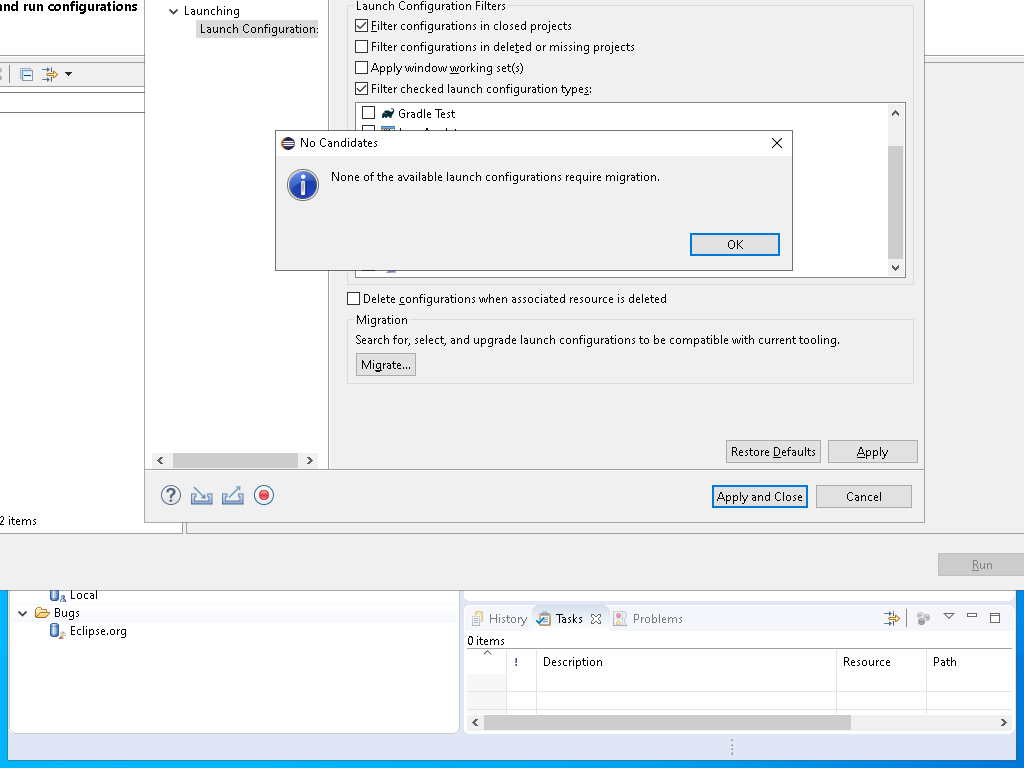 and run configurations
Launching
Launch Configuration:
Launch Configuration Filters
Filter configurations in closed projects
Filter configurations in deleted or missing projects
Apply window working set(s)
Filter checked launch configuration types:
Gradle Test
No Candidates
None of the available launch configurations require migration.
OK
Delete configurations when associated resource is deleted
Migration
Search for, select, and upgrade launch configurations to be compatible with current tooling.
Migrate...
Restore Defaults
Apply
Apply and Close
Cancel
2 items
Run
Local
Bugs
Eclipse.org
History
Tasks
Problems
0 items
! Description Resource Path